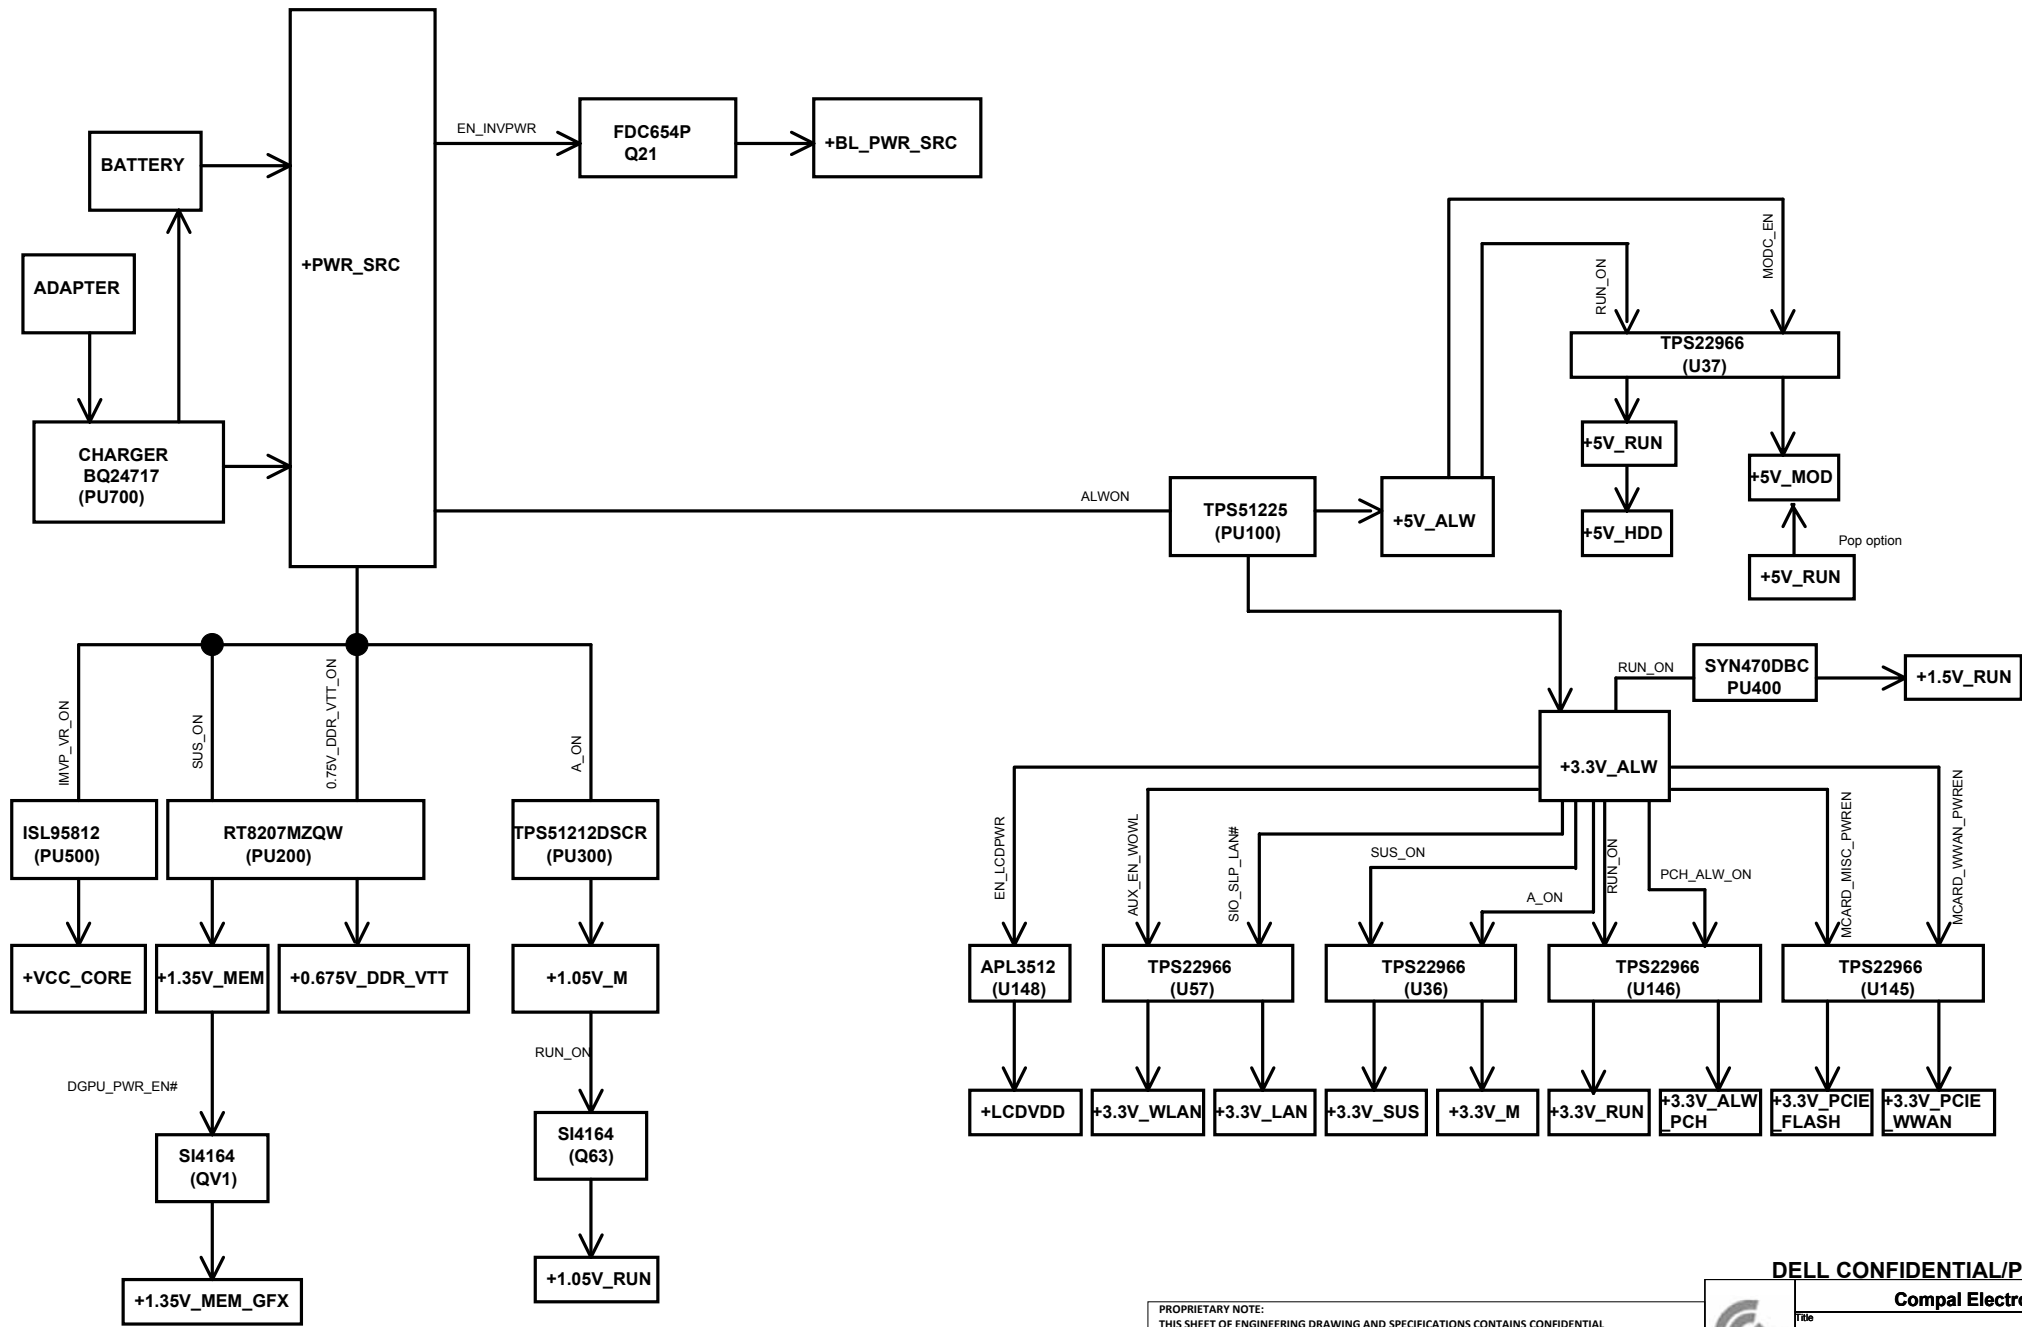 EN_INVPWR
FDC654P
Q21
+BL_PWR_SRC
BATTERY
+PWR_SRC
ADAPTER
CHARGER
BQ24717
(PU700)
MODC_EN
RUN_ON
TPS22966
(U37)
+5V_RUN
+5V_MOD
+5V_HDD
Pop option
+5V_RUN
ALWON
TPS51225
(PU100)
+5V_ALW
RUN_ON
SYN470DBC
PU400
+1.5V_RUN
+3.3V_ALW
IMVP_VR_ON
SUS_ON
0.75V_DDR_VTT_ON
A_ON
ISL95812
(PU500)
RT8207MZQW
(PU200)
TPS51212DSCR
(PU300)
+VCC_CORE
+1.35V_MEM
+0.675V_DDR_VTT
+1.05V_M
DGPU_PWR_EN#
RUN_ON
SI4164
(QV1)
SI4164
(Q63)
+1.35V_MEM_GFX
+1.05V_RUN
EN_LCDPWR
AUX_EN_WOWL
SIO_SLP_LAN#
SUS_ON
A_ON
RUN_ON
PCH_ALW_ON
MCARD_MISC_PWREN
MCARD_WWAN_PWREN
APL3512
(U148)
TPS22966
(U57)
TPS22966
(U36)
TPS22966
(U146)
TPS22966
(U145)
+LCDVDD
+3.3V_WLAN
+3.3V_LAN
+3.3V_SUS
+3.3V_M
+3.3V_RUN
+3.3V_ALW
_PCH
+3.3V_PCIE
_FLASH
+3.3V_PCIE
_WWAN
DELL CONFIDENTIAL/P
Compal Electro
Title
PROPRIETARY NOTE:
THIS SHEET OF ENGINEERING DRAWING AND SPECIFICATIONS CONTAINS CONFIDENTIAL